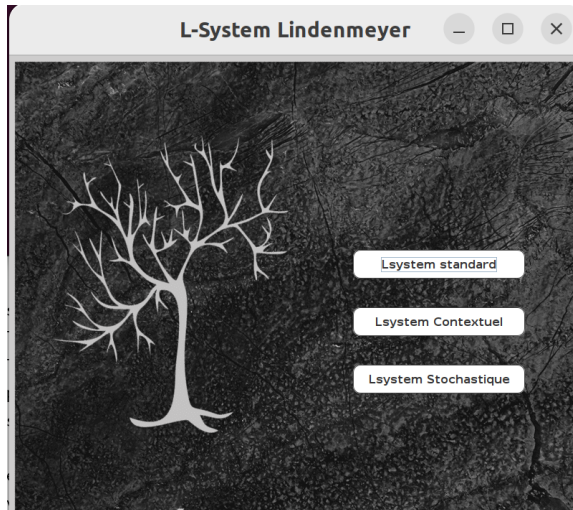 L-System Lindenmeyer
Lsystem standard
Lsystem Contextuel
Lsystem Stochastique